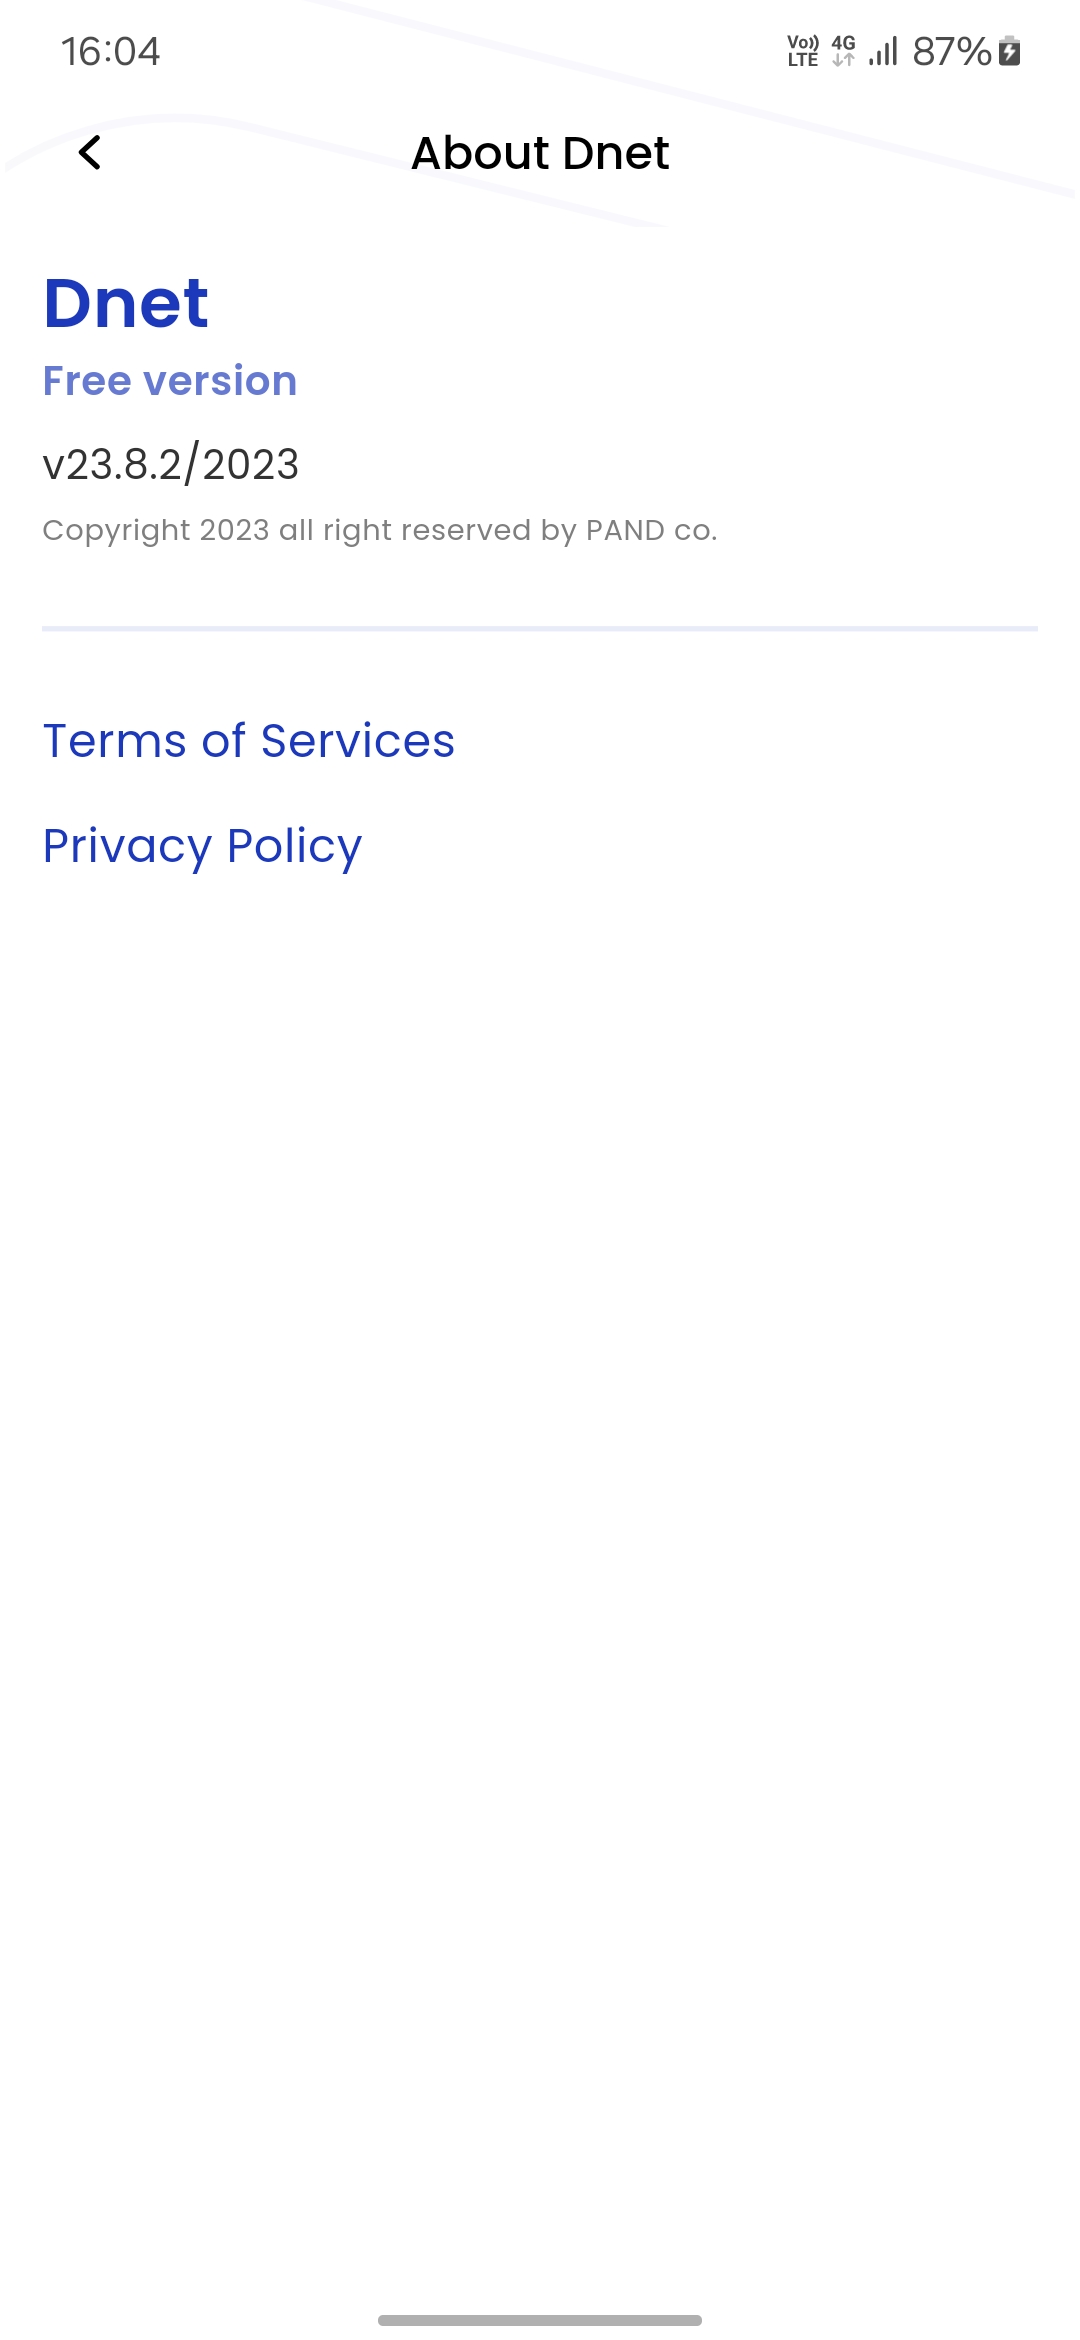 16:04
Vo)) LTE 4G 87%
About Dnet
Dnet
Free version
v23.8.2/2023
Copyright 2023 all right reserved by PAND co.
Terms of Services
Privacy Policy